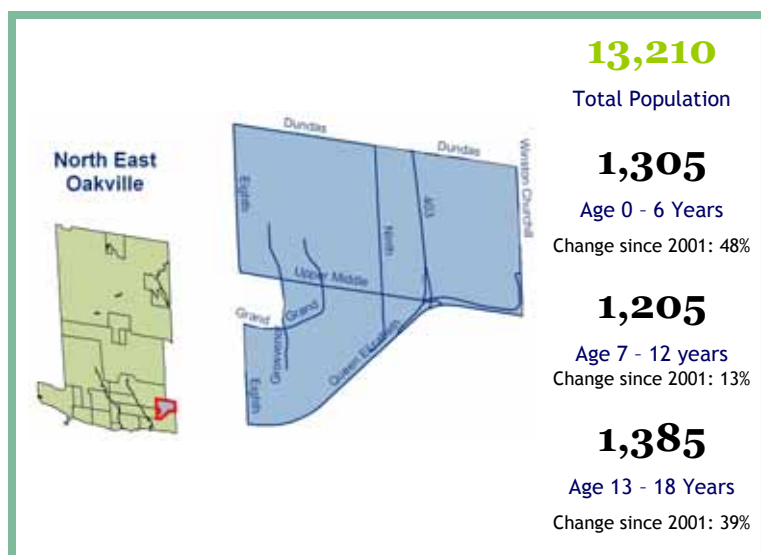 North East
Oakville
Dundas
Dundas
Winston Churchill
Eighth
North
403
Upper Middle
Grand
Grand
Grosvenor
Queen Elizabeth
Eighth
13,210
Total Population
1,305
Age 0 - 6 Years
Change since 2001: 48%
1,205
Age 7 - 12 years
Change since 2001: 13%
1,385
Age 13 - 18 Years
Change since 2001: 39%